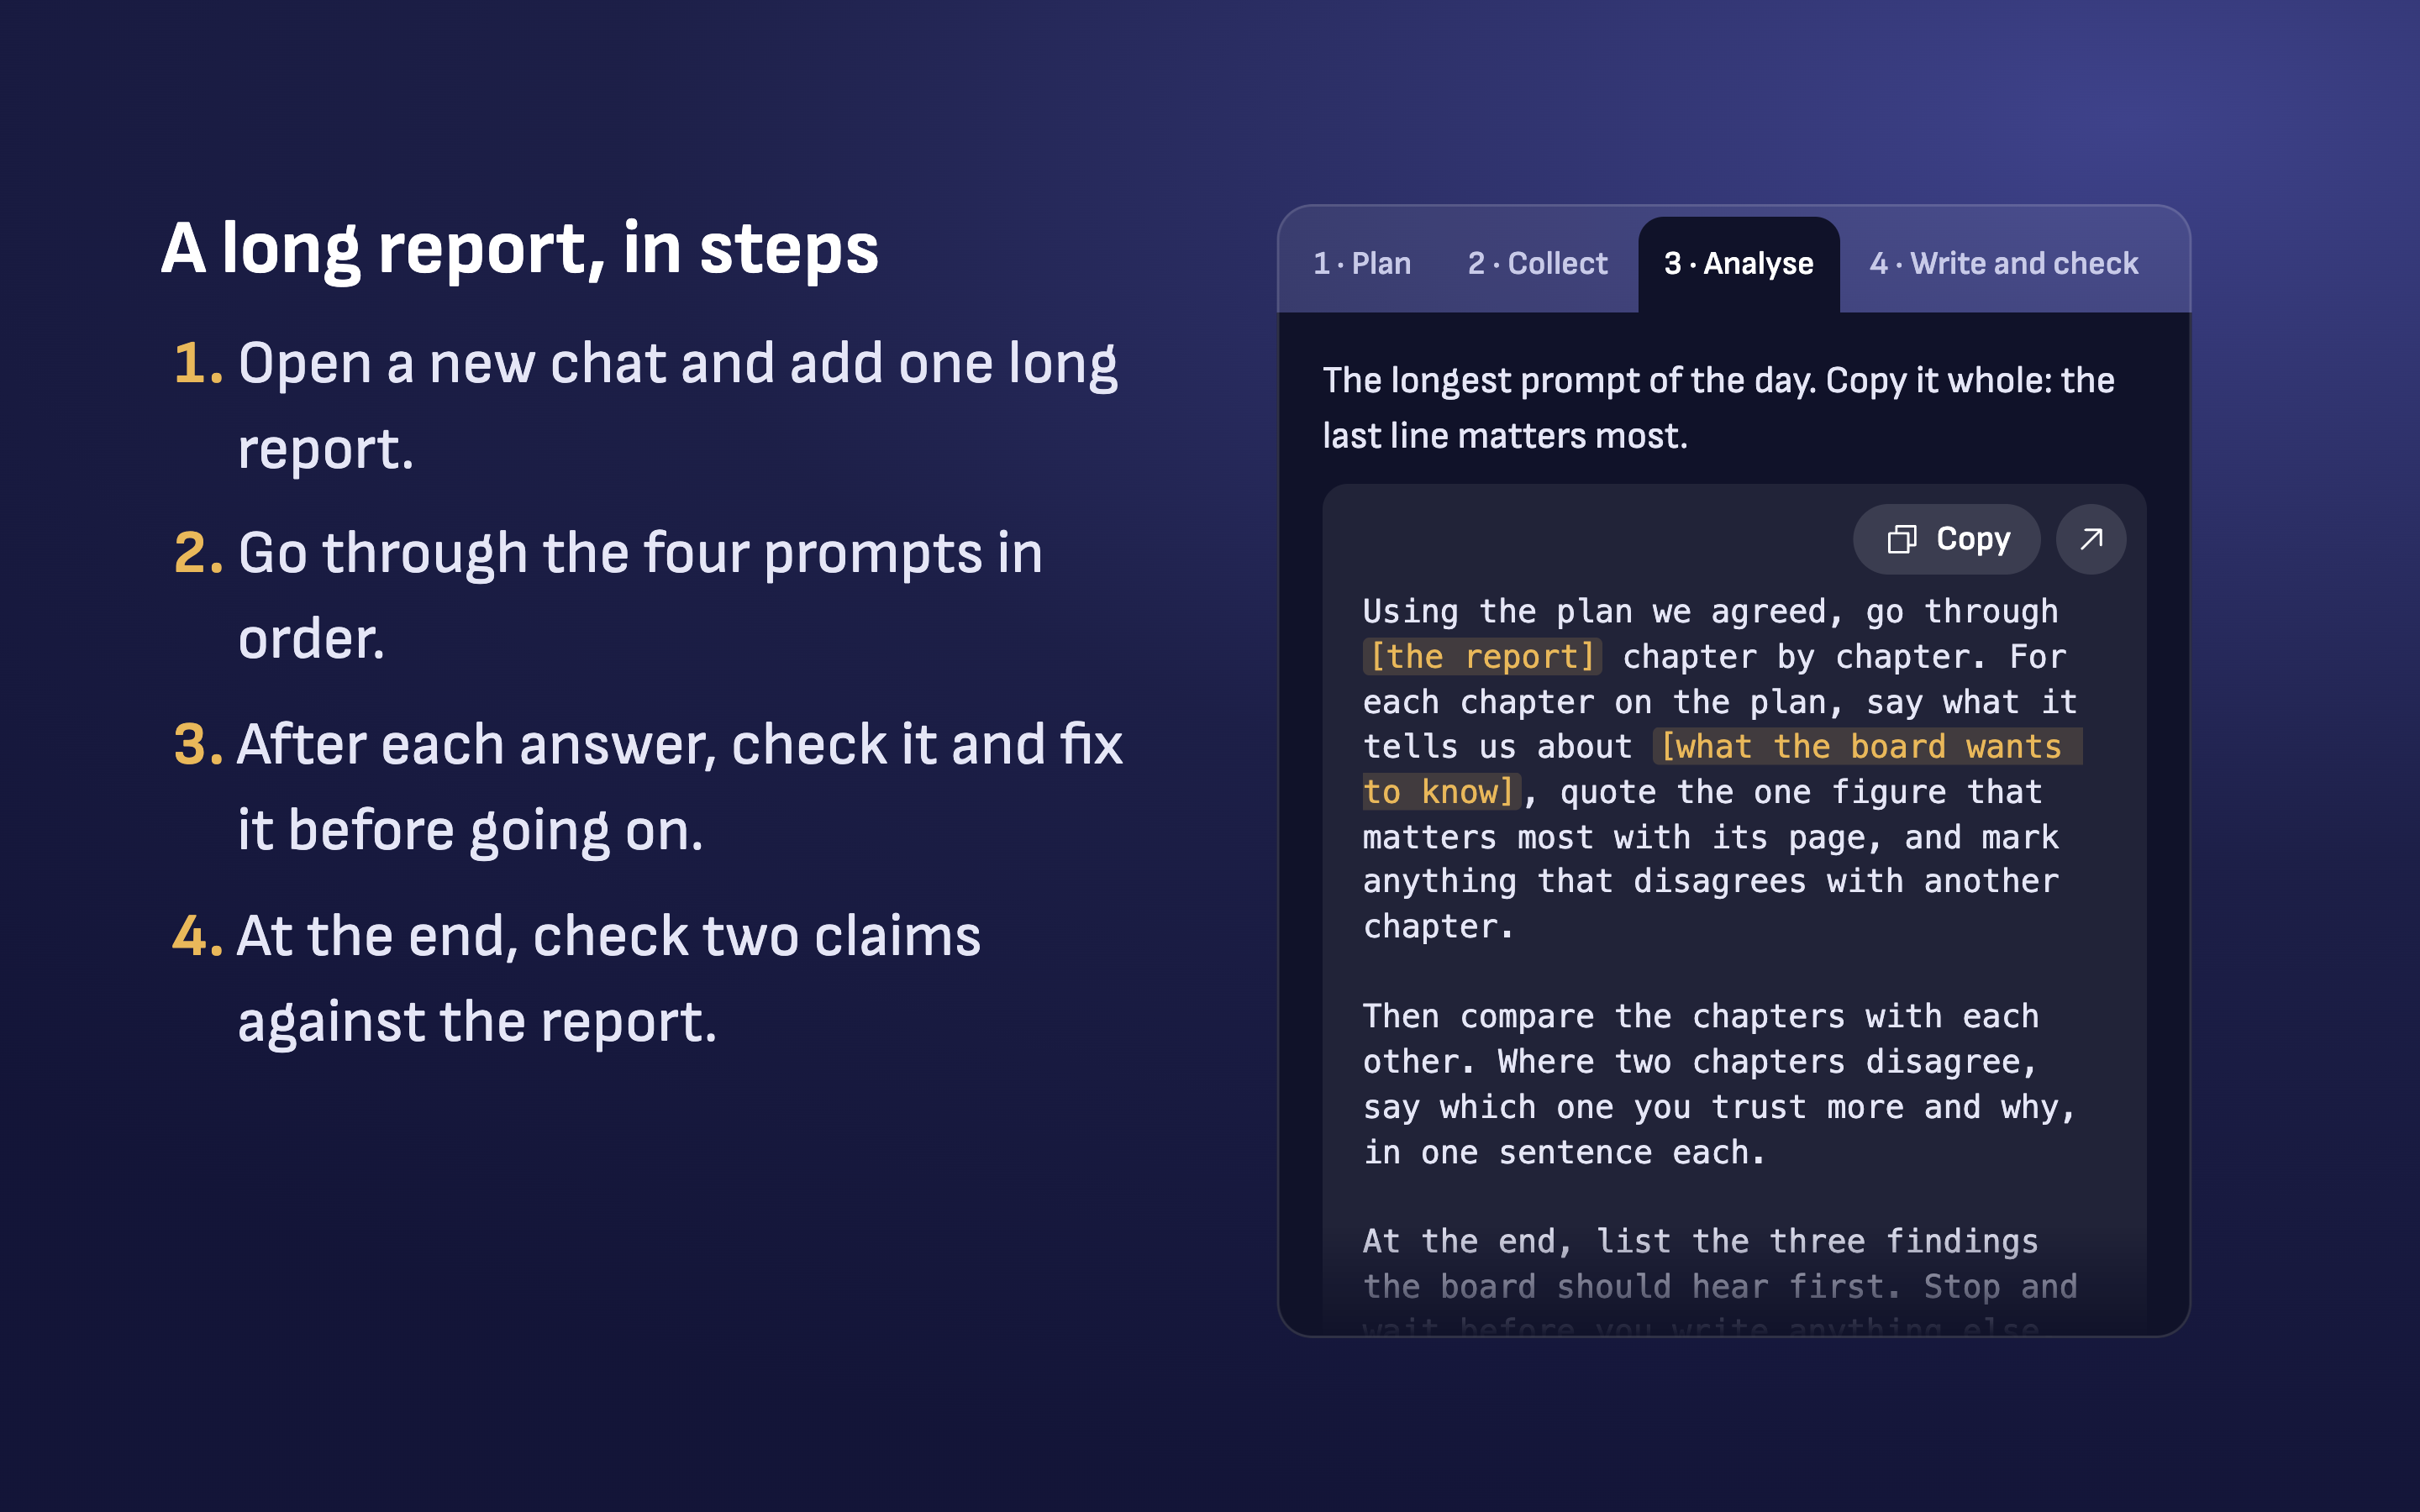 A long report, in steps
1. Open a new chat and add one long
report.
2. Go through the four prompts in
order.
3. After each answer, check it and fix
it before going on.
4. At the end, check two claims
against the report.
1 · Plan 2 · Collect 3 · Analyse 4 · Write and check
The longest prompt of the day. Copy it whole: the
last line matters most.
Copy
Using the plan we agreed, go through
[the report] chapter by chapter. For
each chapter on the plan, say what it
tells us about [what the board wants
to know], quote the one figure that
matters most with its page, and mark
anything that disagrees with another
chapter.
Then compare the chapters with each
other. Where two chapters disagree,
say which one you trust more and why,
in one sentence each.
At the end, list the three findings
the board should hear first. Stop and
wait before you write anything else